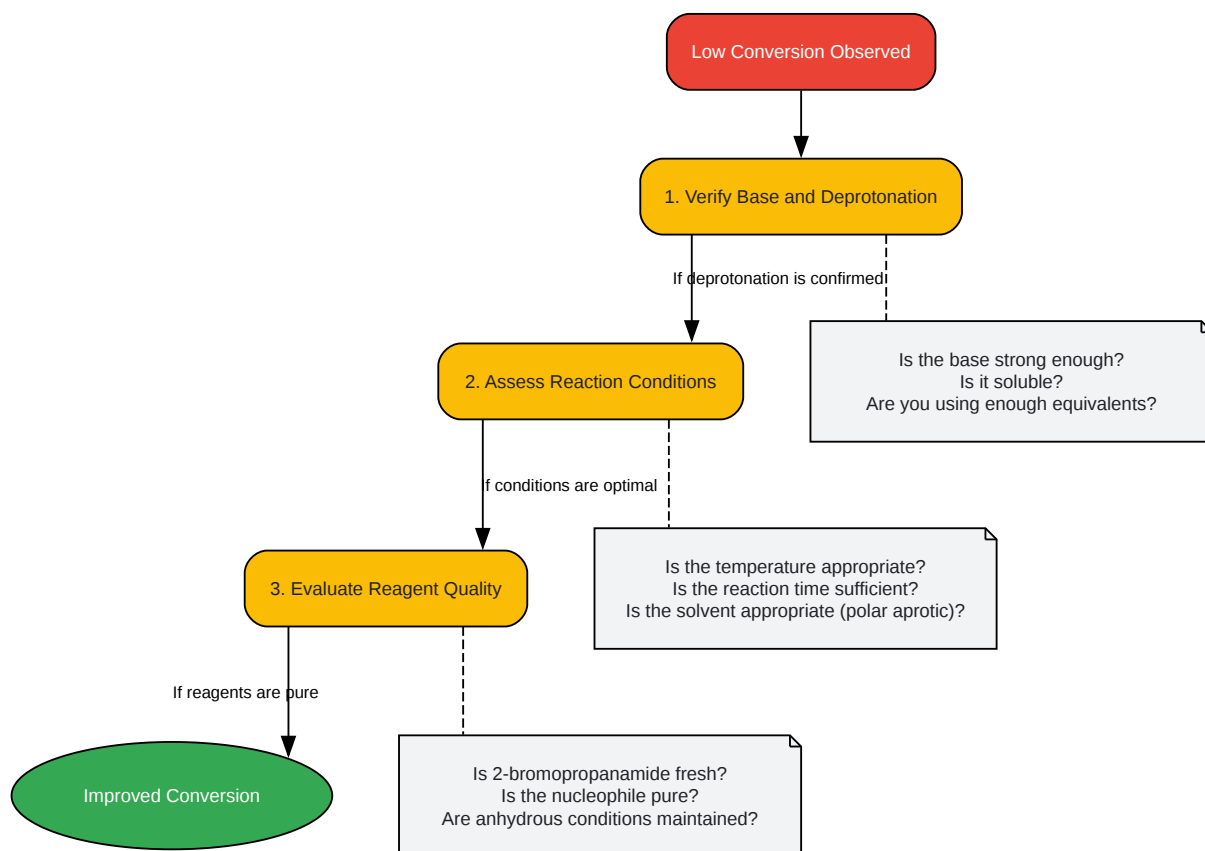 Low Conversion Observed
1. Verify Base and Deprotonation
If deprotonation is confirmed
Is the base strong enough?
Is it soluble?
Are you using enough equivalents?
2. Assess Reaction Conditions
If conditions are optimal
Is the temperature appropriate?
Is the reaction time sufficient?
Is the solvent appropriate (polar aprotic)?
3. Evaluate Reagent Quality
If reagents are pure
Is 2-bromopropanamide fresh?
Is the nucleophile pure?
Are anhydrous conditions maintained?
Improved Conversion